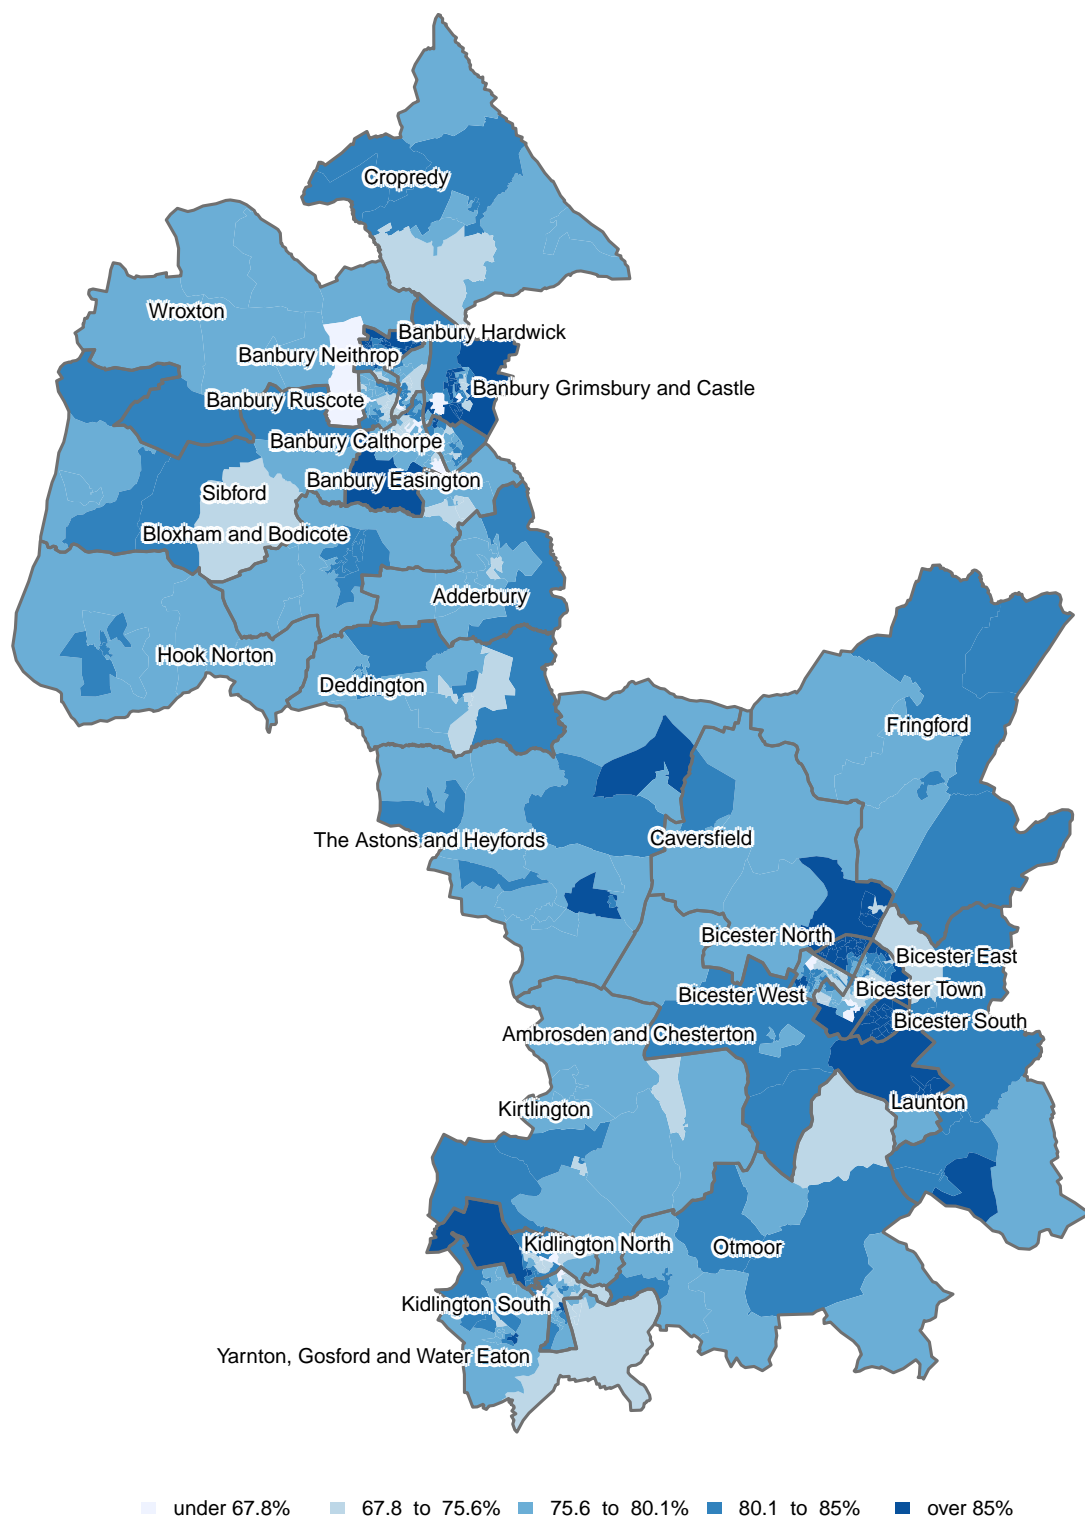 Cropredy
Wroxton
Banbury Hardwick
Banbury Neithrop
Banbury Grimsbury and Castle
Banbury Ruscote
Banbury Calthorpe
Banbury Easington
Sibford
Bloxham and Bodicote
Adderbury
Hook Norton
Deddington
Fringford
The Astons and Heyfords
Caversfield
Bicester North
Bicester East
Bicester Town
Bicester West
Bicester South
Ambrosden and Chesterton
Launton
Kirtlington
Kidlington North
Otmoor
Kidlington South
Yarnton, Gosford and Water Eaton
under 67.8% 67.8 to 75.6% 75.6 to 80.1% 80.1 to 85% over 85%